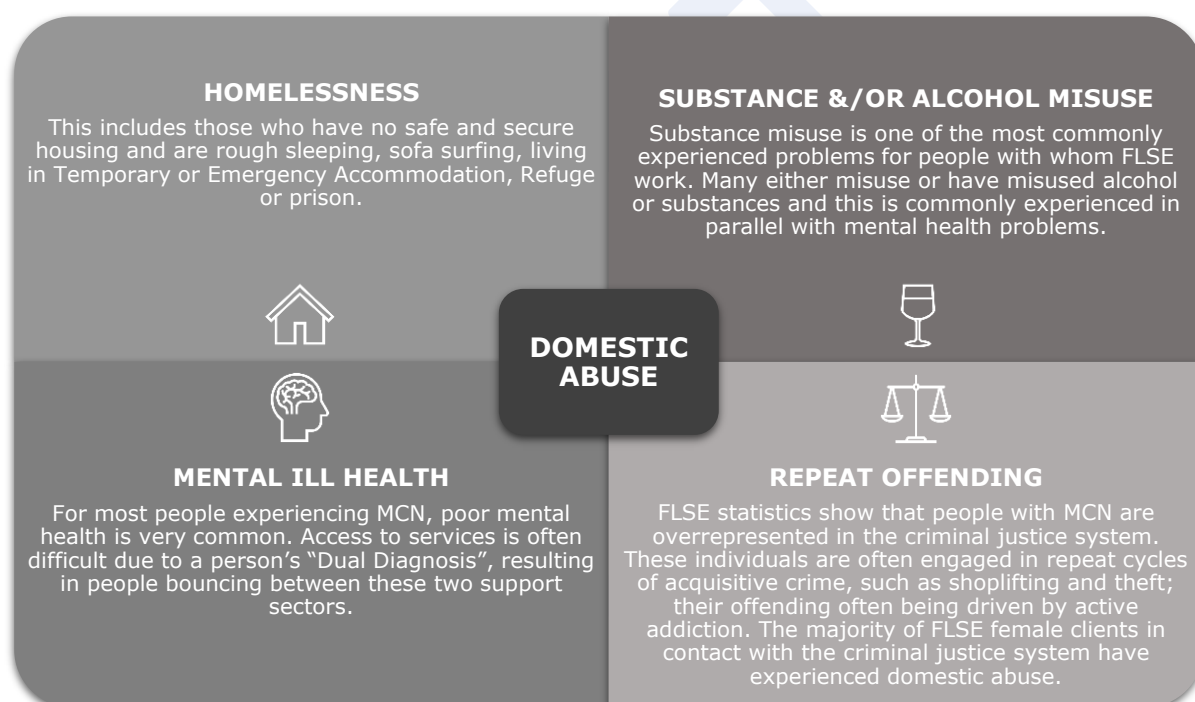 HOMELESSNESS
This includes those who have no safe and secure
housing and are rough sleeping, sofa surfing, living
in Temporary or Emergency Accommodation, Refuge
or prison.
SUBSTANCE &/OR ALCOHOL MISUSE
Substance misuse is one of the most commonly
experienced problems for people with whom FLSE
work. Many either misuse or have misused alcohol
or substances and this is commonly experienced in
parallel with mental health problems.
DOMESTIC
ABUSE
MENTAL ILL HEALTH
For most people experiencing MCN, poor mental
health is very common. Access to services is often
difficult due to a person’s “Dual Diagnosis”, resulting
in people bouncing between these two support
sectors.
REPEAT OFFENDING
FLSE statistics show that people with MCN are
overrepresented in the criminal justice system.
These individuals are often engaged in repeat cycles
of acquisitive crime, such as shoplifting and theft;
their offending often being driven by active
addiction. The majority of FLSE female clients in
contact with the criminal justice system have
experienced domestic abuse.